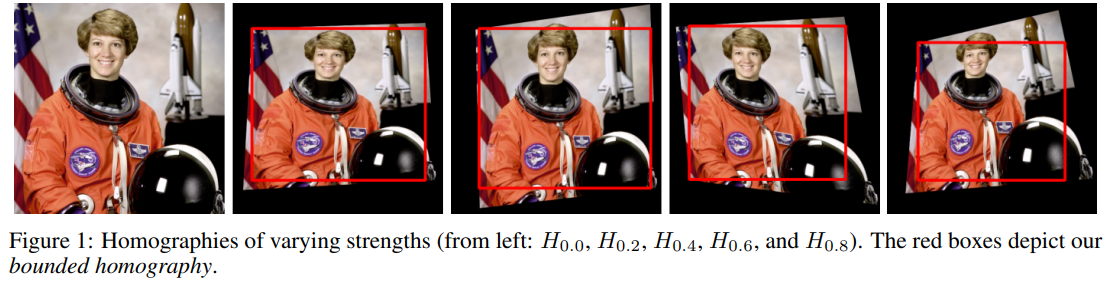 Figure 1: Homographies of varying strengths (from left: H0.0, H0.2, H0.4, H0.6, and H0.8). The red boxes depict our
bounded homography.